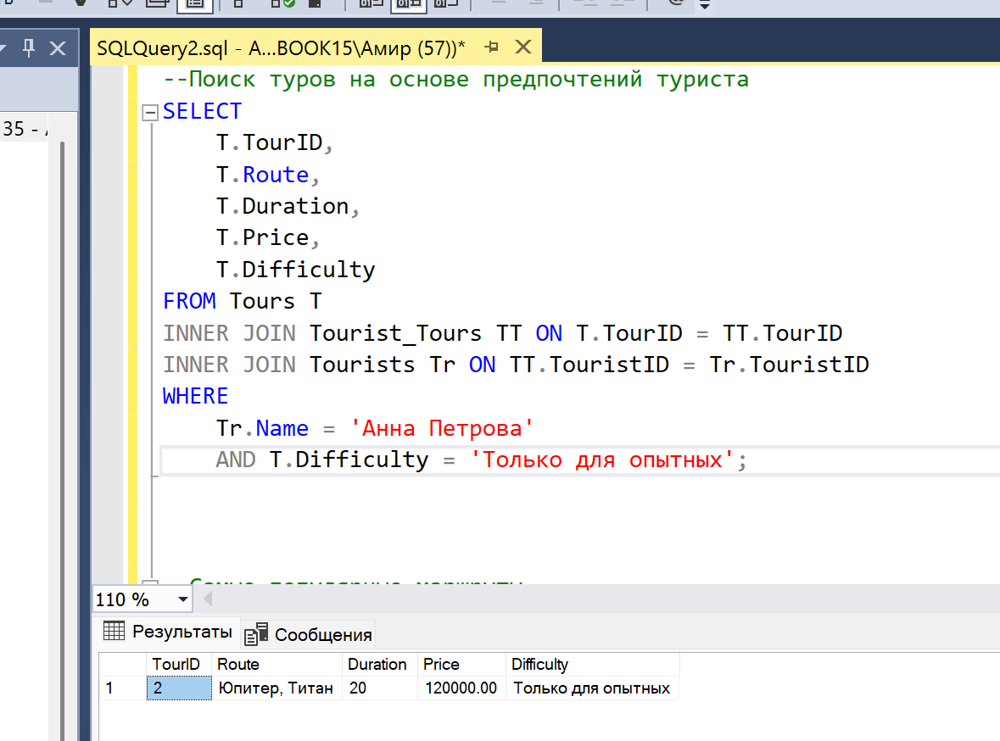 SQLQuery2.sql - A...BOOK15\Амир (57))*
35 -
--Поиск туров на основе предпочтений туриста
SELECT
T.TourID,
T.Route,
T.Duration,
T.Price,
T.Difficulty
FROM Tours T
INNER JOIN Tourist_Tours TT ON T.TourID = TT.TourID
INNER JOIN Tourists Tr ON TT.TouristID = Tr.TouristID
WHERE
Tr.Name = 'Анна Петрова'
AND T.Difficulty = 'Только для опытных';
110 %
Результаты Сообщения
TourID Route Duration Price Difficulty
1 2 Юпитер, Титан 20 120000.00 Только для опытных